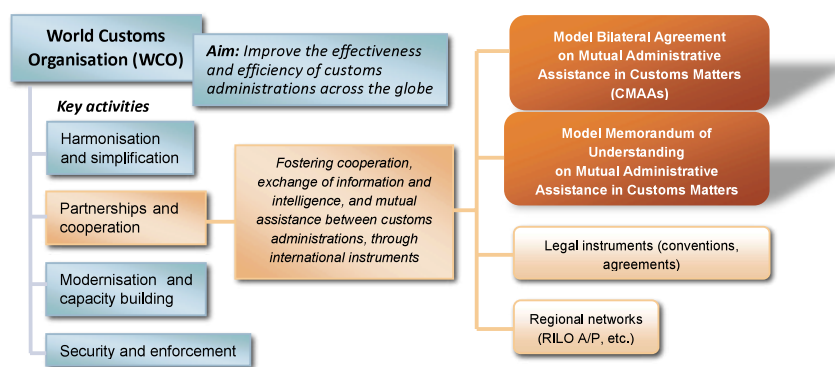 World Customs
Organisation (WCO)
Aim: Improve the effectiveness
and efficiency of customs
administrations across the globe
Key activities
Harmonisation
and simplification
Partnerships and
cooperation
Modernisation and
capacity building
Security and enforcement
Fostering cooperation,
exchange of information and
intelligence, and mutual
assistance between customs
administrations, through
international instruments
Model Bilateral Agreement
on Mutual Administrative
Assistance in Customs Matters
(CMAAs)
Model Memorandum of
Understanding
on Mutual Administrative
Assistance in Customs Matters
Legal instruments (conventions,
agreements)
Regional networks
(RILO A/P, etc.)